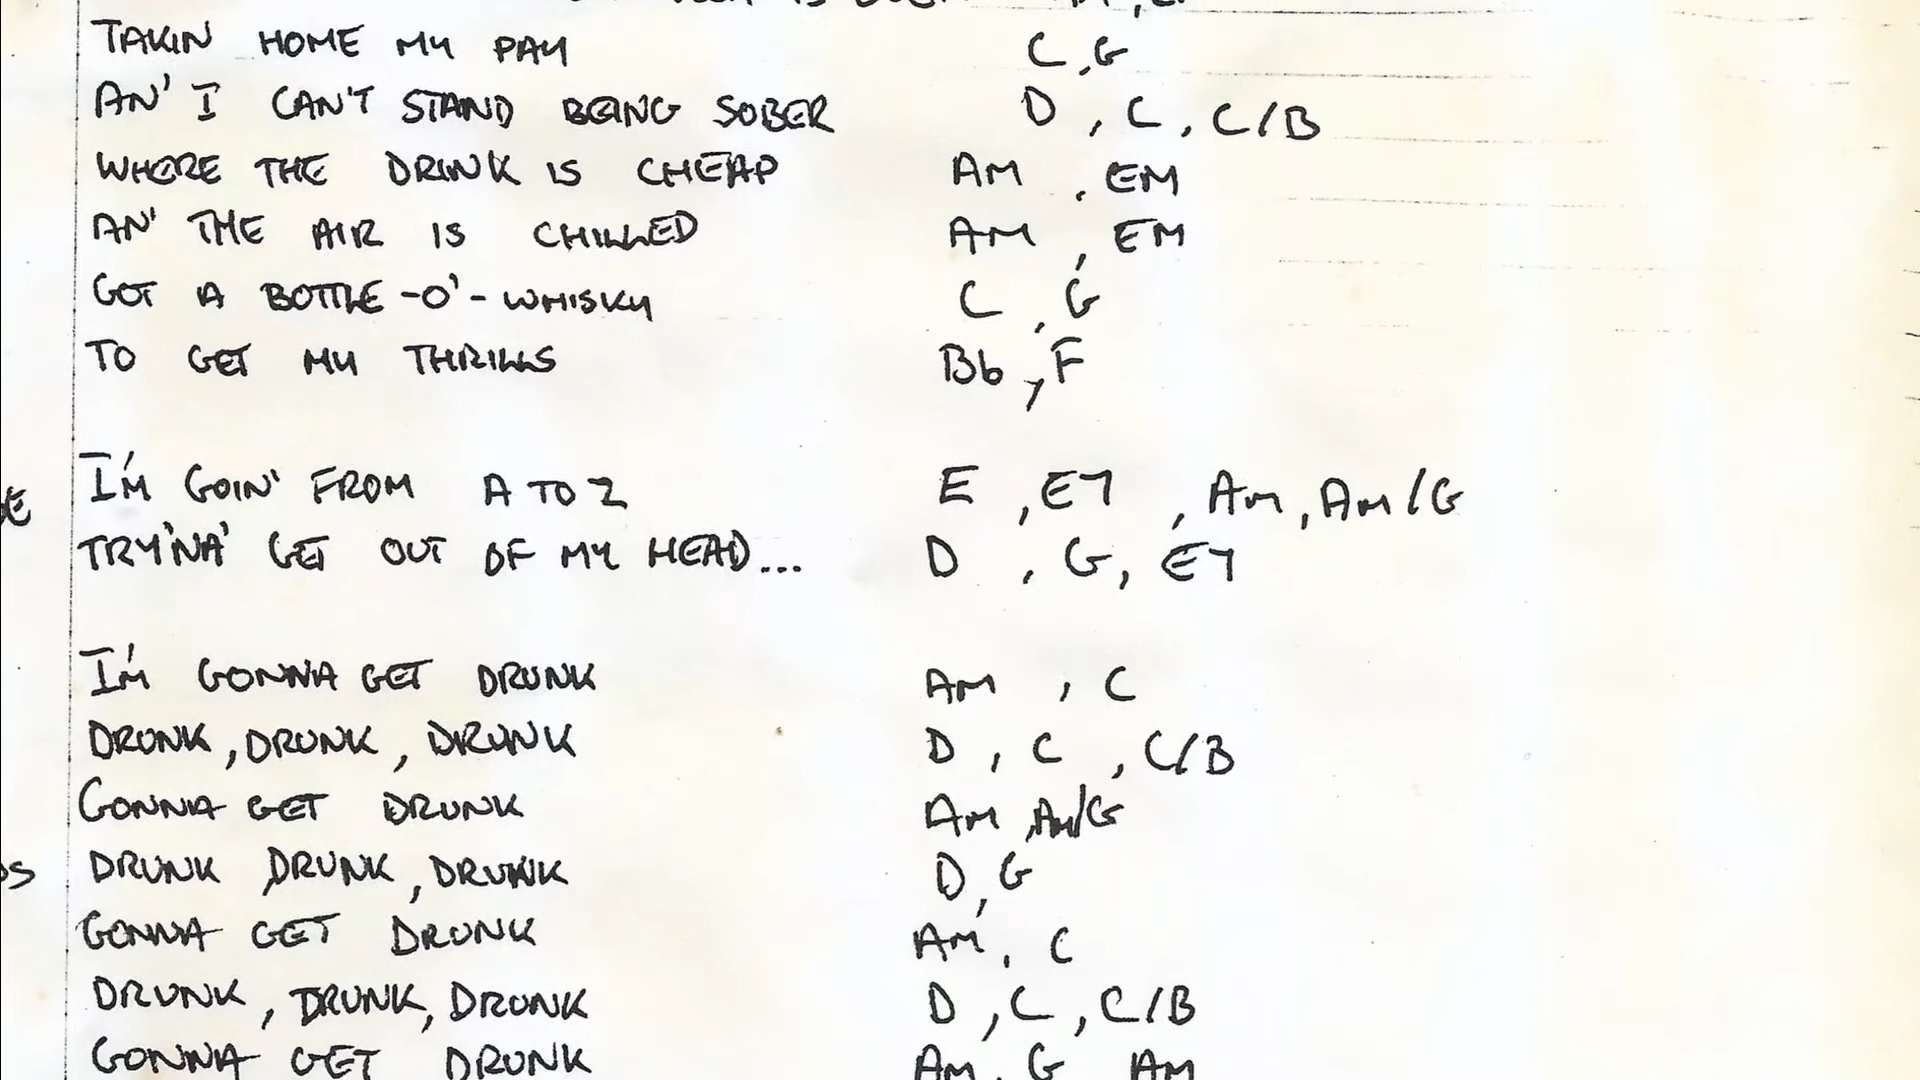 TAKIN HOME MY PAY C, G
AN' I CAN'T STAND BEING SOBER D, C, C/B
WHERE THE DRINK IS CHEAP AM, EM
AN' THE AIR IS CHILLED AM, EM
GOT A BOTTLE-O'-WHISKY C, G
TO GET MY THRILLS Bb, F
I'M GOIN' FROM A TO Z E, E7, Am, Am/G
TRY'NA' GET OUT OF MY HEAD... D, G, E7
I'M GONNA GET DRUNK AM, C
DRUNK, DRUNK, DRUNK D, C, C/B
GONNA GET DRUNK AM, Am/G
DRUNK, DRUNK, DRUNK D, G
GONNA GET DRUNK AM, C
DRUNK, DRUNK, DRUNK D, C, C/B
GONNA GET DRUNK AM, G AM